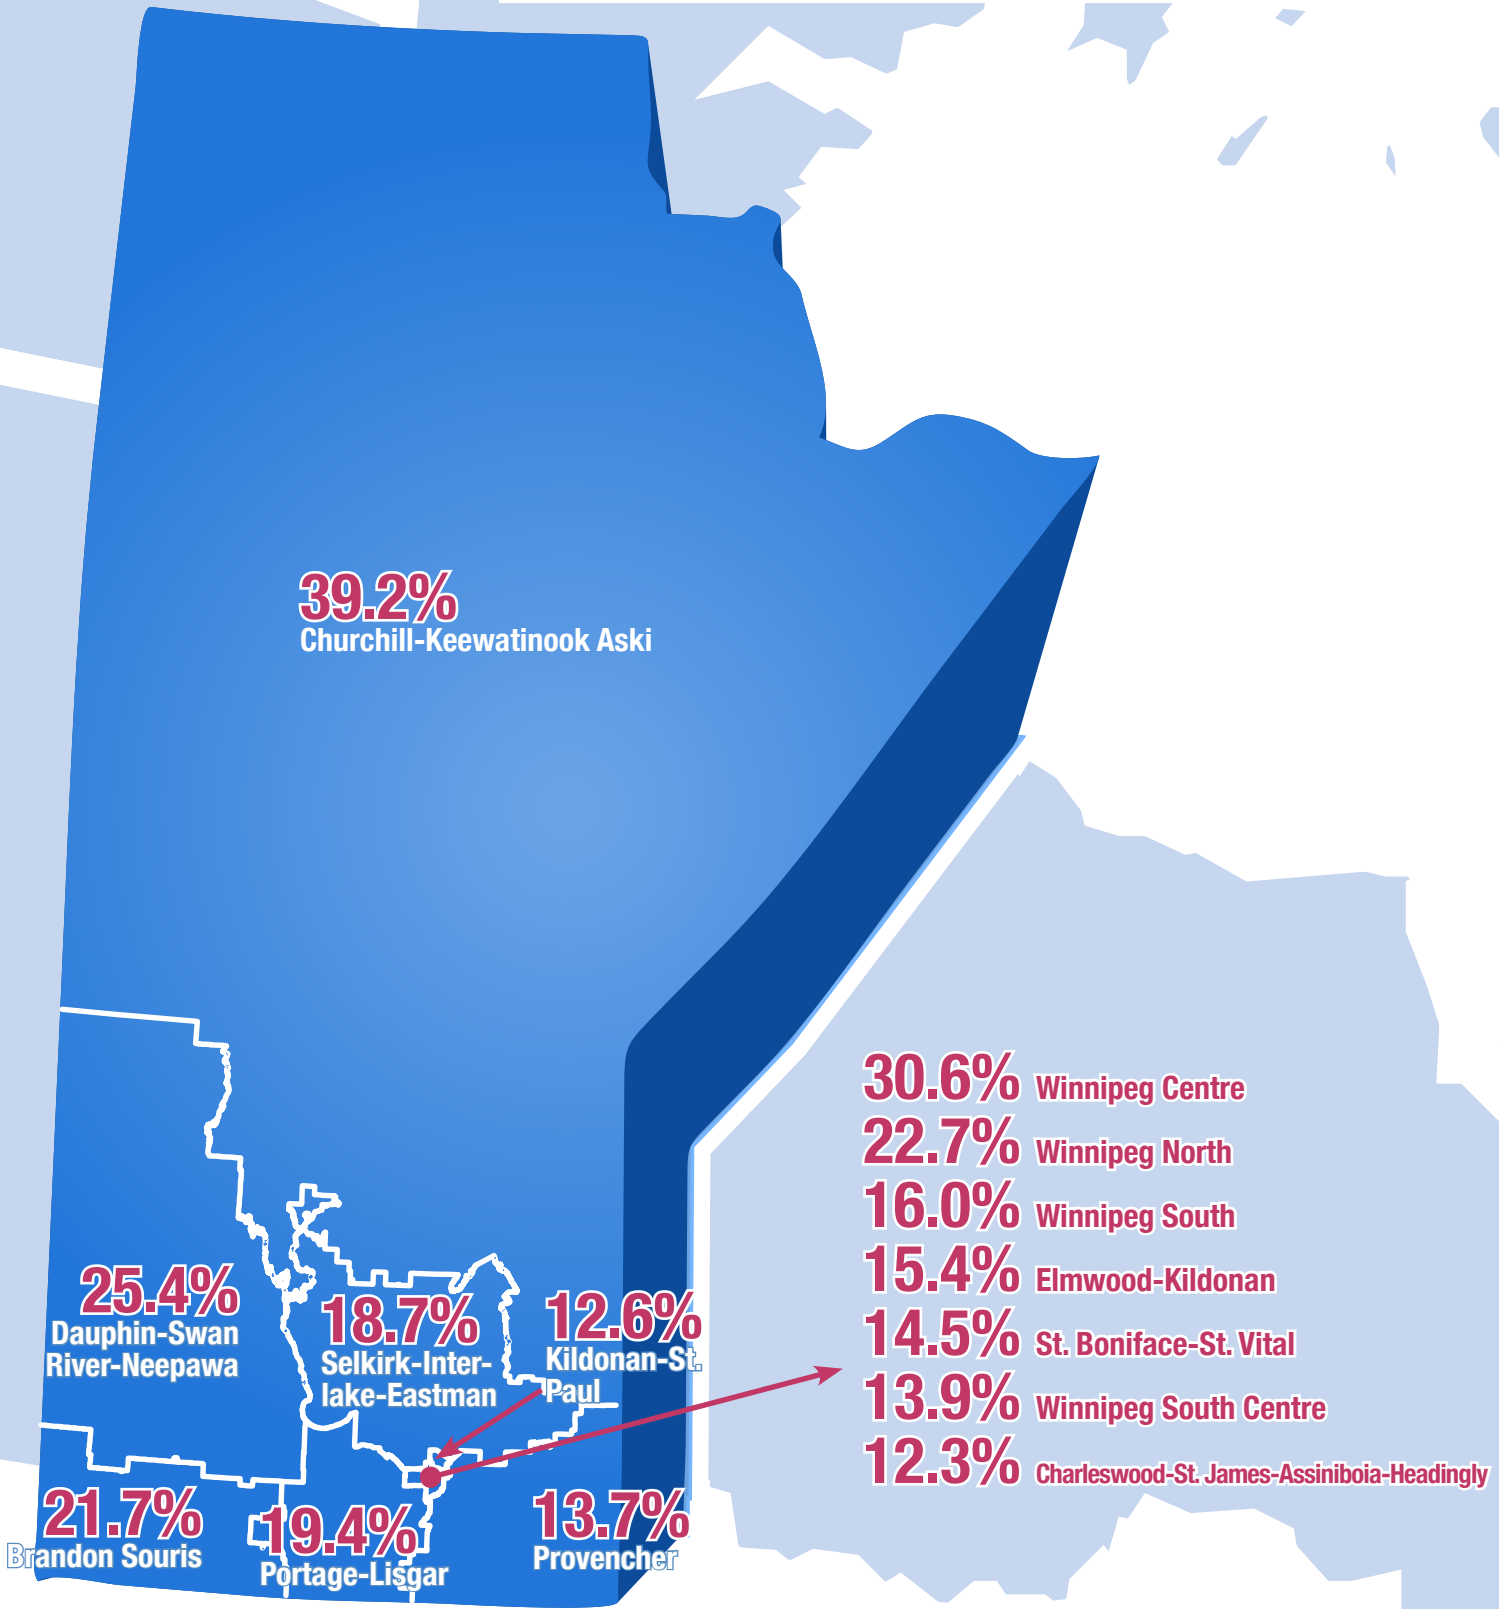 39.2%
Churchill-Keewatinook Aski
25.4%
Dauphin-Swan
River-Neepawa
18.7%
Selkirk-Inter-
lake-Eastman
12.6%
Kildonan-St.
Paul
21.7%
Brandon Souris
19.4%
Portage-Lisgar
13.7%
Provencher
30.6% Winnipeg Centre
22.7% Winnipeg North
16.0% Winnipeg South
15.4% Elmwood-Kildonan
14.5% St. Boniface-St. Vital
13.9% Winnipeg South Centre
12.3% Charleswood-St. James-Assiniboia-Headingly